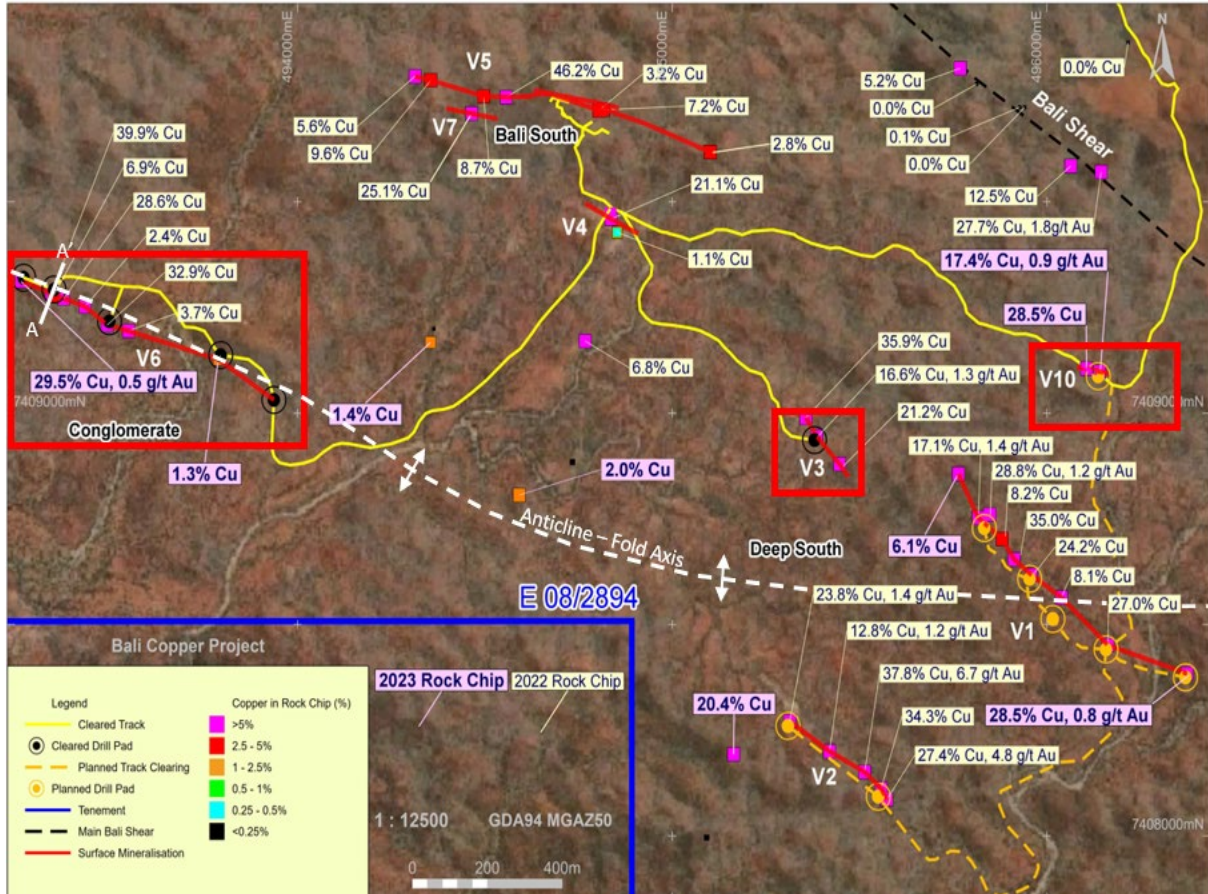 494000mE
495000mE
496000mE
N
0.0% Cu
V5
46.2% Cu
3.2% Cu
5.2% Cu
0.0% Cu
7.2% Cu
Bali Shear
5.6% Cu
V7
Bali South
0.1% Cu
39.9% Cu
9.6% Cu
8.7% Cu
2.8% Cu
0.0% Cu
6.9% Cu
25.1% Cu
21.1% Cu
12.5% Cu
28.6% Cu
V4
27.7% Cu, 1.8g/t Au
2.4% Cu
1.1% Cu
17.4% Cu, 0.9 g/t Au
A'
32.9% Cu
28.5% Cu
A
3.7% Cu
V6
35.9% Cu
6.8% Cu
29.5% Cu, 0.5 g/t Au
16.6% Cu, 1.3 g/t Au
V10
7409000mN
1.4% Cu
21.2% Cu
7409000mN
Conglomerate
V3
17.1% Cu, 1.4 g/t Au
1.3% Cu
2.0% Cu
28.8% Cu, 1.2 g/t Au
8.2% Cu
35.0% Cu
Anticline – Fold Axis
Deep South
6.1% Cu
24.2% Cu
8.1% Cu
E 08/2894
23.8% Cu, 1.4 g/t Au
27.0% Cu
V1
12.8% Cu, 1.2 g/t Au
37.8% Cu, 6.7 g/t Au
20.4% Cu
34.3% Cu
28.5% Cu, 0.8 g/t Au
V2
27.4% Cu, 4.8 g/t Au
7408000mN
Bali Copper Project
2023 Rock Chip
2022 Rock Chip
Legend
Cleared Track
Cleared Drill Pad
Planned Track Clearing
Planned Drill Pad
Tenement
Main Bali Shear
Surface Mineralisation
Copper in Rock Chip (%)
>5%
2.5 - 5%
1 - 2.5%
0.5 - 1%
0.25 - 0.5%
<0.25%
1 : 12500
GDA94 MGAZ50
0 200 400m